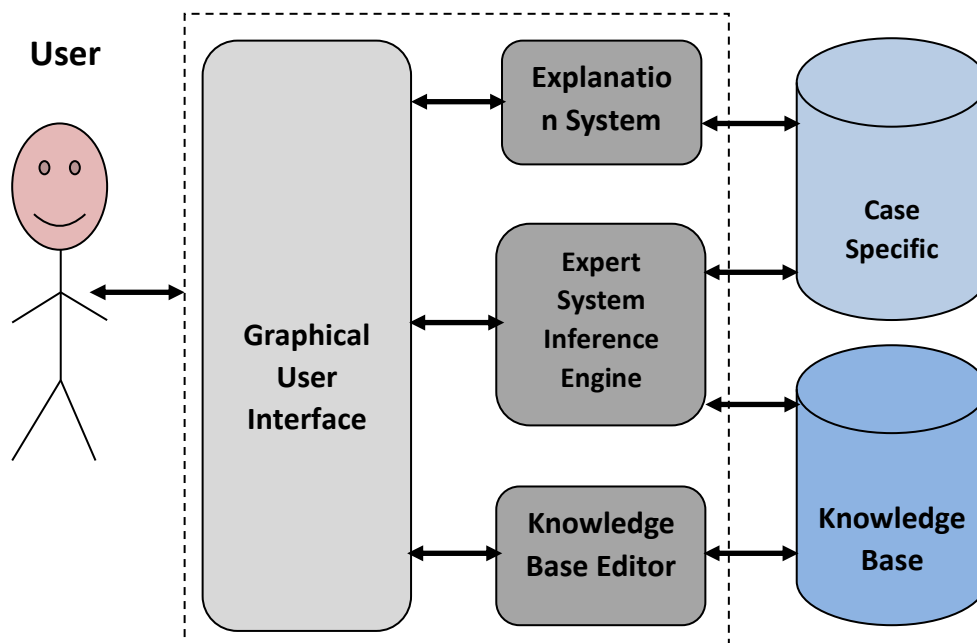 User
Graphical
User
Interface
Explanatio
n System
Expert
System
Inference
Engine
Knowledge
Base Editor
Case
Specific
Knowledge
Base